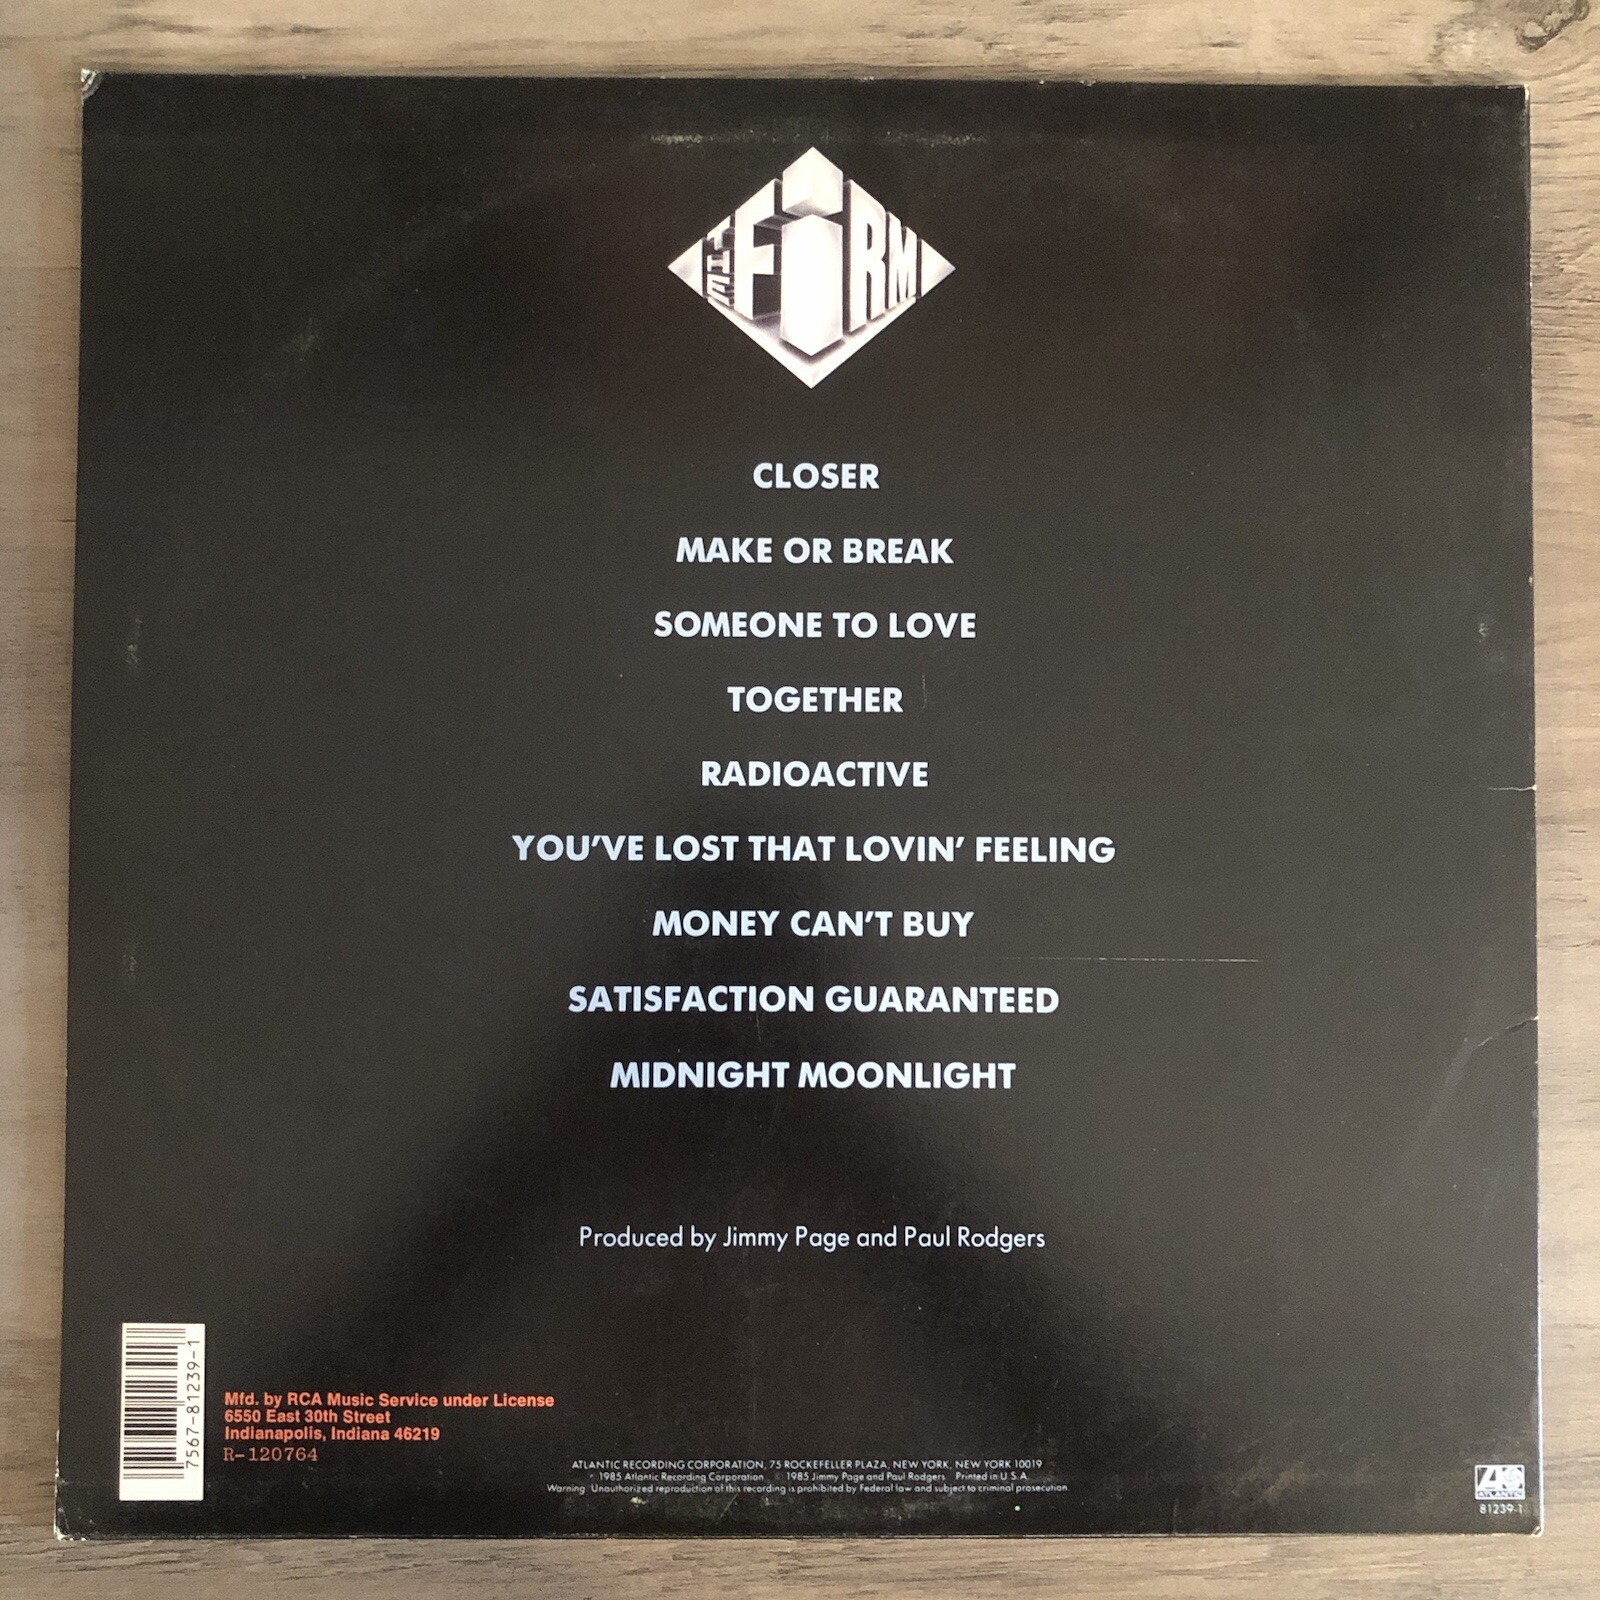 THE FIRM
CLOSER
MAKE OR BREAK
SOMEONE TO LOVE
TOGETHER
RADIOACTIVE
YOU'VE LOST THAT LOVIN' FEELING
MONEY CAN'T BUY
SATISFACTION GUARANTEED
MIDNIGHT MOONLIGHT
Produced by Jimmy Page and Paul Rodgers
7567-81239-1
Mfd. by RCA Music Service under License
6550 East 30th Street
Indianapolis, Indiana 46219
R-120764
ATLANTIC RECORDING CORPORATION, 75 ROCKEFELLER PLAZA, NEW YORK, NEW YORK 10019
1985 Atlantic Recording Corporation © 1985 Jimmy Page and Paul Rodgers Printed in U.S.A.
Warning: Unauthorized reproduction of this recording is prohibited by Federal law and subject to criminal prosecution
ATLANTIC
81239-1